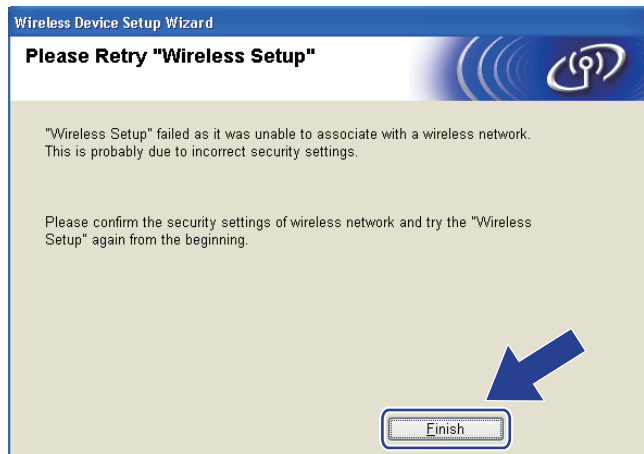 Wireless Device Setup Wizard
Please Retry "Wireless Setup"
"Wireless Setup" failed as it was unable to associate with a wireless network.
This is probably due to incorrect security settings.
Please confirm the security settings of wireless network and try the "Wireless
Setup" again from the beginning.
Finish